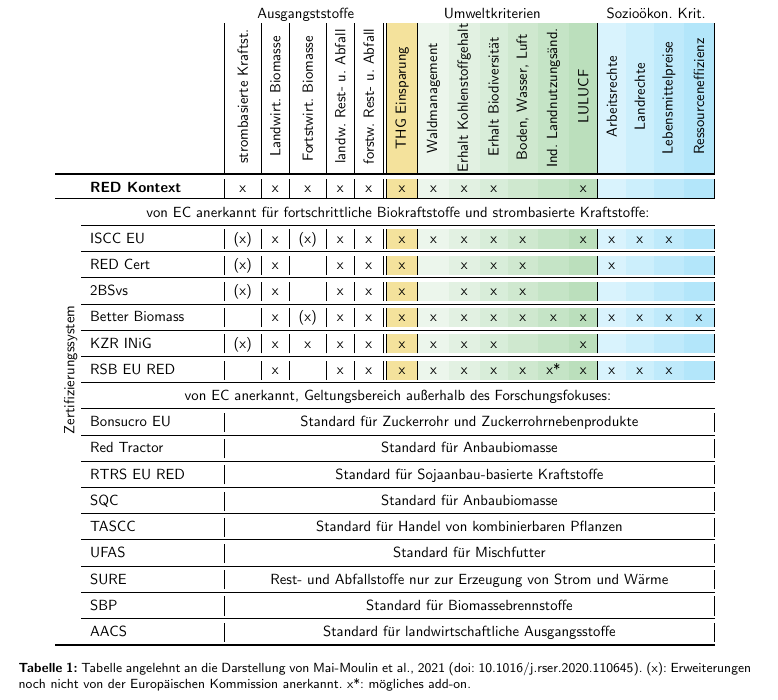 Ausgangststoffe Umweltkriterien Sozioökon. Krit.
strombasierte Kraftst.
Landwirt. Biomasse
Fortstwirt. Biomasse
landw. Rest- u. Abfall
forstw. Rest- u. Abfall
THG Einsparung
Waldmanagement
Erhalt Kohlenstoffgehalt
Erhalt Biodiversität
Boden, Wasser, Luft
Ind. Landnutzungsänd.
LULUCF
Arbeitsrechte
Landrechte
Lebensmittelpreise
Ressourceneffizienz
RED Kontext x x x x x x x x x x
von EC anerkannt für fortschrittliche Biokraftstoffe und strombasierte Kraftstoffe:
Zertifizierungssystem
ISCC EU (x) x (x) x x x x x x x x x x x
RED Cert (x) x x x x x x x x
2BSvs (x) x x x x x x x
Better Biomass x (x) x x x x x x x x x x x x x
KZR INiG (x) x x x x x x x x x
RSB EU RED x x x x x x x x x* x x x x
von EC anerkannt, Geltungsbereich außerhalb des Forschungsfokuses:
Bonsucro EU Standard für Zuckerrohr und Zuckerrohrnebenprodukte
Red Tractor Standard für Anbaubiomasse
RTRS EU RED Standard für Sojaanbau-basierte Kraftstoffe
SQC Standard für Anbaubiomasse
TASCC Standard für Handel von kombinierbaren Pflanzen
UFAS Standard für Mischfutter
SURE Rest- und Abfallstoffe nur zur Erzeugung von Strom und Wärme
SBP Standard für Biomassebrennstoffe
AACS Standard für landwirtschaftliche Ausgangsstoffe
Tabelle 1: Tabelle angelehnt an die Darstellung von Mai-Moulin et al., 2021 (doi: 10.1016/j.rser.2020.110645). (x): Erweiterungen
noch nicht von der Europäischen Kommission anerkannt. x*: mögliches add-on.